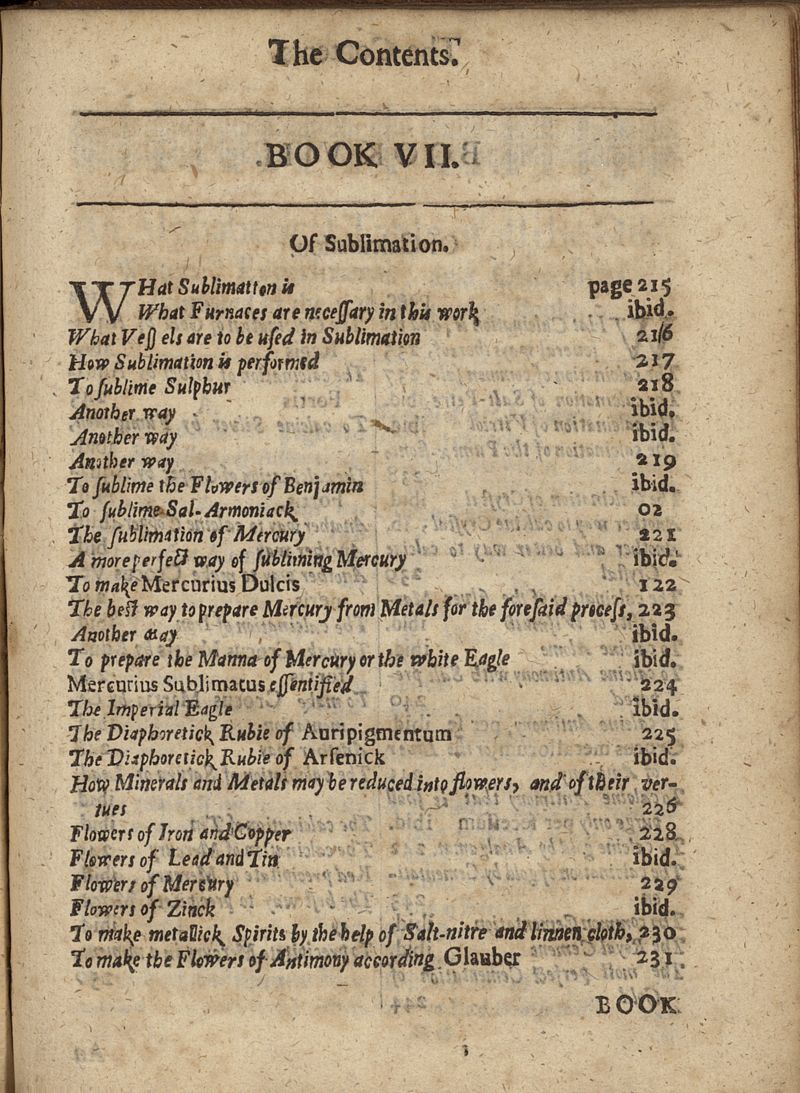 The Contents.
BOOK VII.
Of Sublimation.
WHat Sublimation is page 215
What Furnaces are necessary in this work ibid.
What Vessels are to be used in Sublimation 216
How Sublimation is performed 217
To sublime Sulphur 218
Another way ibid.
Another way ibid.
Another way 219
To sublime the Flowers of Benjamin ibid.
To sublime Sal-Armoniack 02
The sublimation of Mercury 221
A more perfect way of subliming Mercury ibid.
To make Mercurius Dulcis 122
The best way to prepare Mercury from Metals for the foresaid process, 223
Another way ibid.
To prepare the Manna of Mercury or the white Eagle ibid.
Mercurius Sublimatus essentified 224
The Imperial Eagle ibid.
The Diaphoretick Rubie of Auripigmentum 225
The Diaphoretick Rubie of Arsenick ibid.
How Minerals and Metals may be reduced into flowers, and of their ver-
tues 226
Flowers of Iron and Copper 228
Flowers of Lead and Tin ibid.
Flowers of Mercury 229
Flowers of Zinck ibid.
To make metallick Spirits by the help of Salt-nitre and linnen cloth, 230
To make the Flowers of Antimony according Glauber 231
BOOK